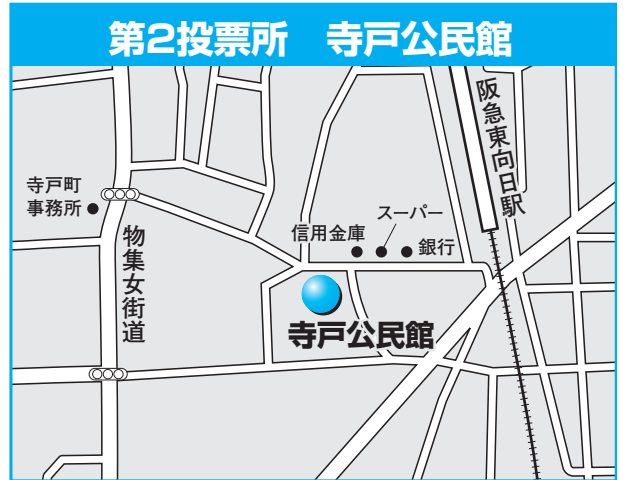 第2投票所　寺戸公民館
阪急東向日駅
寺戸町
事務所
物集女街道
信用金庫
スーパー
銀行
寺戸公民館